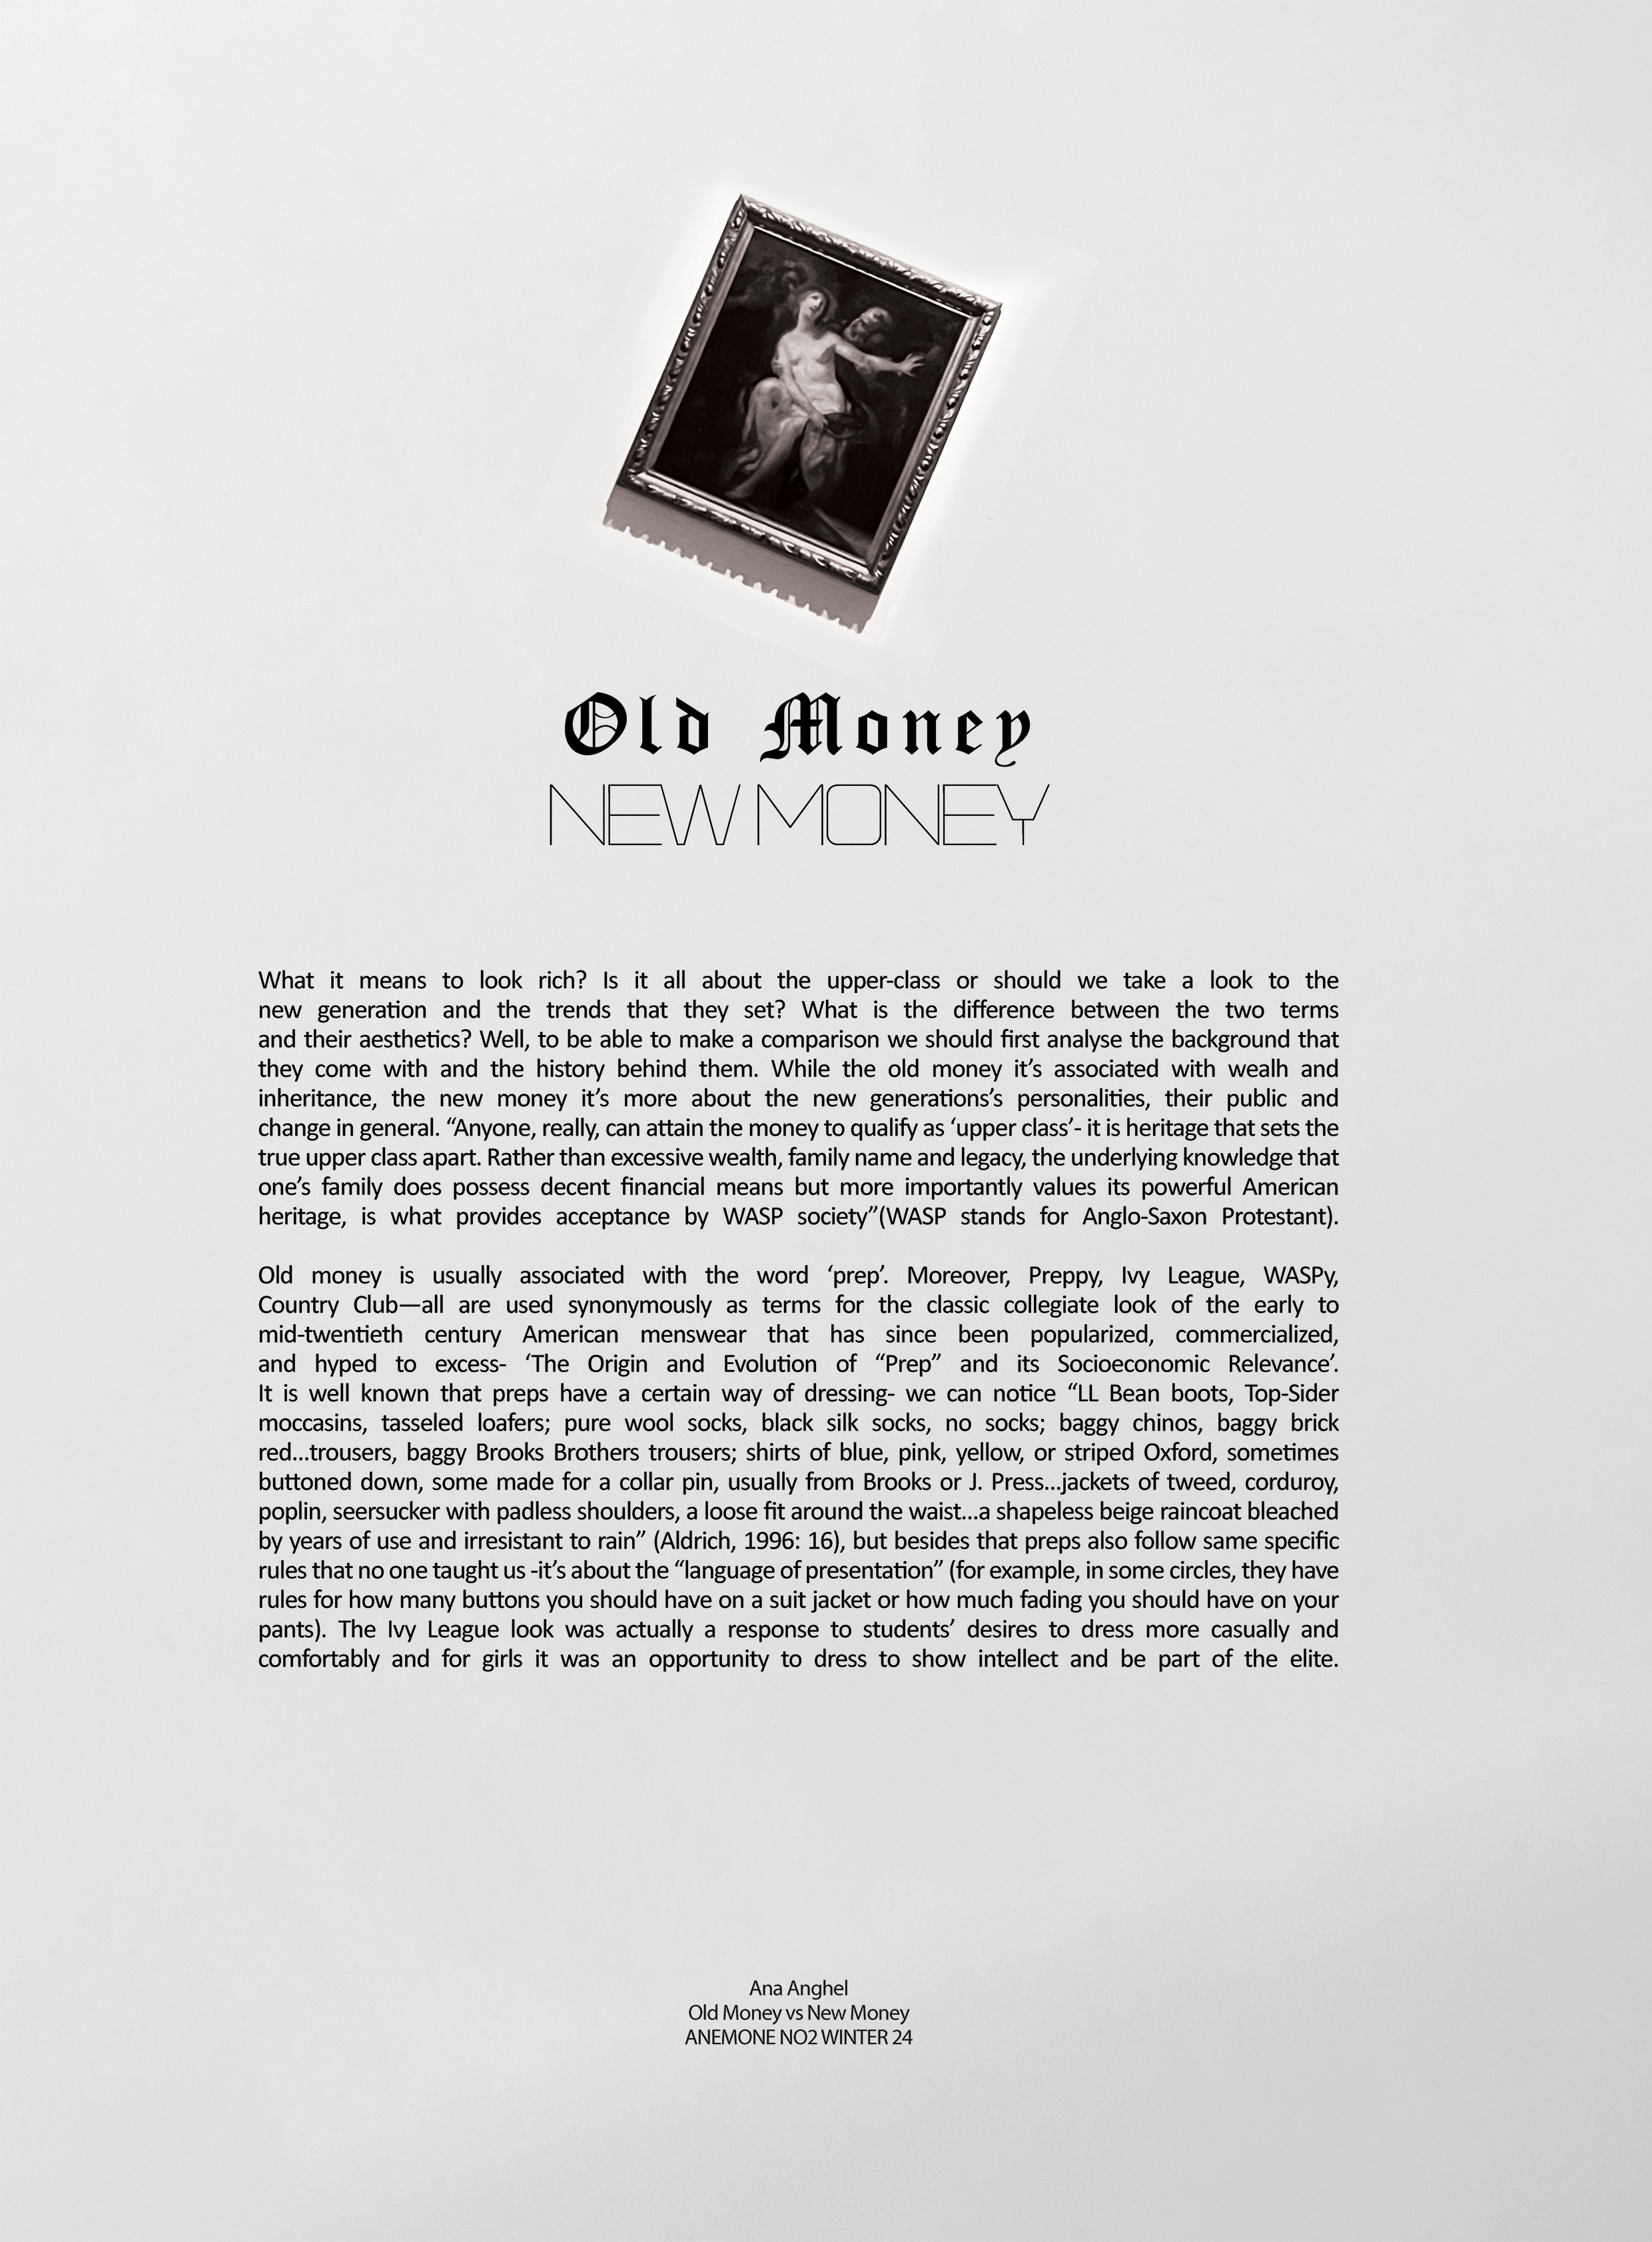 Old Money
NEW MONEY
What it means to look rich? Is it all about the upper-class or should we take a look to the
new generation and the trends that they set? What is the difference between the two terms
and their aesthetics? Well, to be able to make a comparison we should first analyse the background that
they come with and the history behind them. While the old money it’s associated with wealh and
inheritance, the new money it’s more about the new generations’s personalities, their public and
change in general. “Anyone, really, can attain the money to qualify as ‘upper class’- it is heritage that sets the
true upper class apart. Rather than excessive wealth, family name and legacy, the underlying knowledge that
one’s family does possess decent financial means but more importantly values its powerful American
heritage, is what provides acceptance by WASP society”(WASP stands for Anglo-Saxon Protestant).
Old money is usually associated with the word ‘prep’. Moreover, Preppy, Ivy League, WASPy,
Country Club—all are used synonymously as terms for the classic collegiate look of the early to
mid-twentieth century American menswear that has since been popularized, commercialized,
and hyped to excess- ‘The Origin and Evolution of “Prep” and its Socioeconomic Relevance’.
It is well known that preps have a certain way of dressing- we can notice “LL Bean boots, Top-Sider
moccasins, tasseled loafers; pure wool socks, black silk socks, no socks; baggy chinos, baggy brick
red...trousers, baggy Brooks Brothers trousers; shirts of blue, pink, yellow, or striped Oxford, sometimes
buttoned down, some made for a collar pin, usually from Brooks or J. Press...jackets of tweed, corduroy,
poplin, seersucker with padless shoulders, a loose fit around the waist...a shapeless beige raincoat bleached
by years of use and irresistant to rain” (Aldrich, 1996: 16), but besides that preps also follow same specific
rules that no one taught us -it’s about the “language of presentation” (for example, in some circles, they have
rules for how many buttons you should have on a suit jacket or how much fading you should have on your
pants). The Ivy League look was actually a response to students’ desires to dress more casually and
comfortably and for girls it was an opportunity to dress to show intellect and be part of the elite.
Ana Anghel
Old Money vs New Money
ANEMONE NO2 WINTER 24